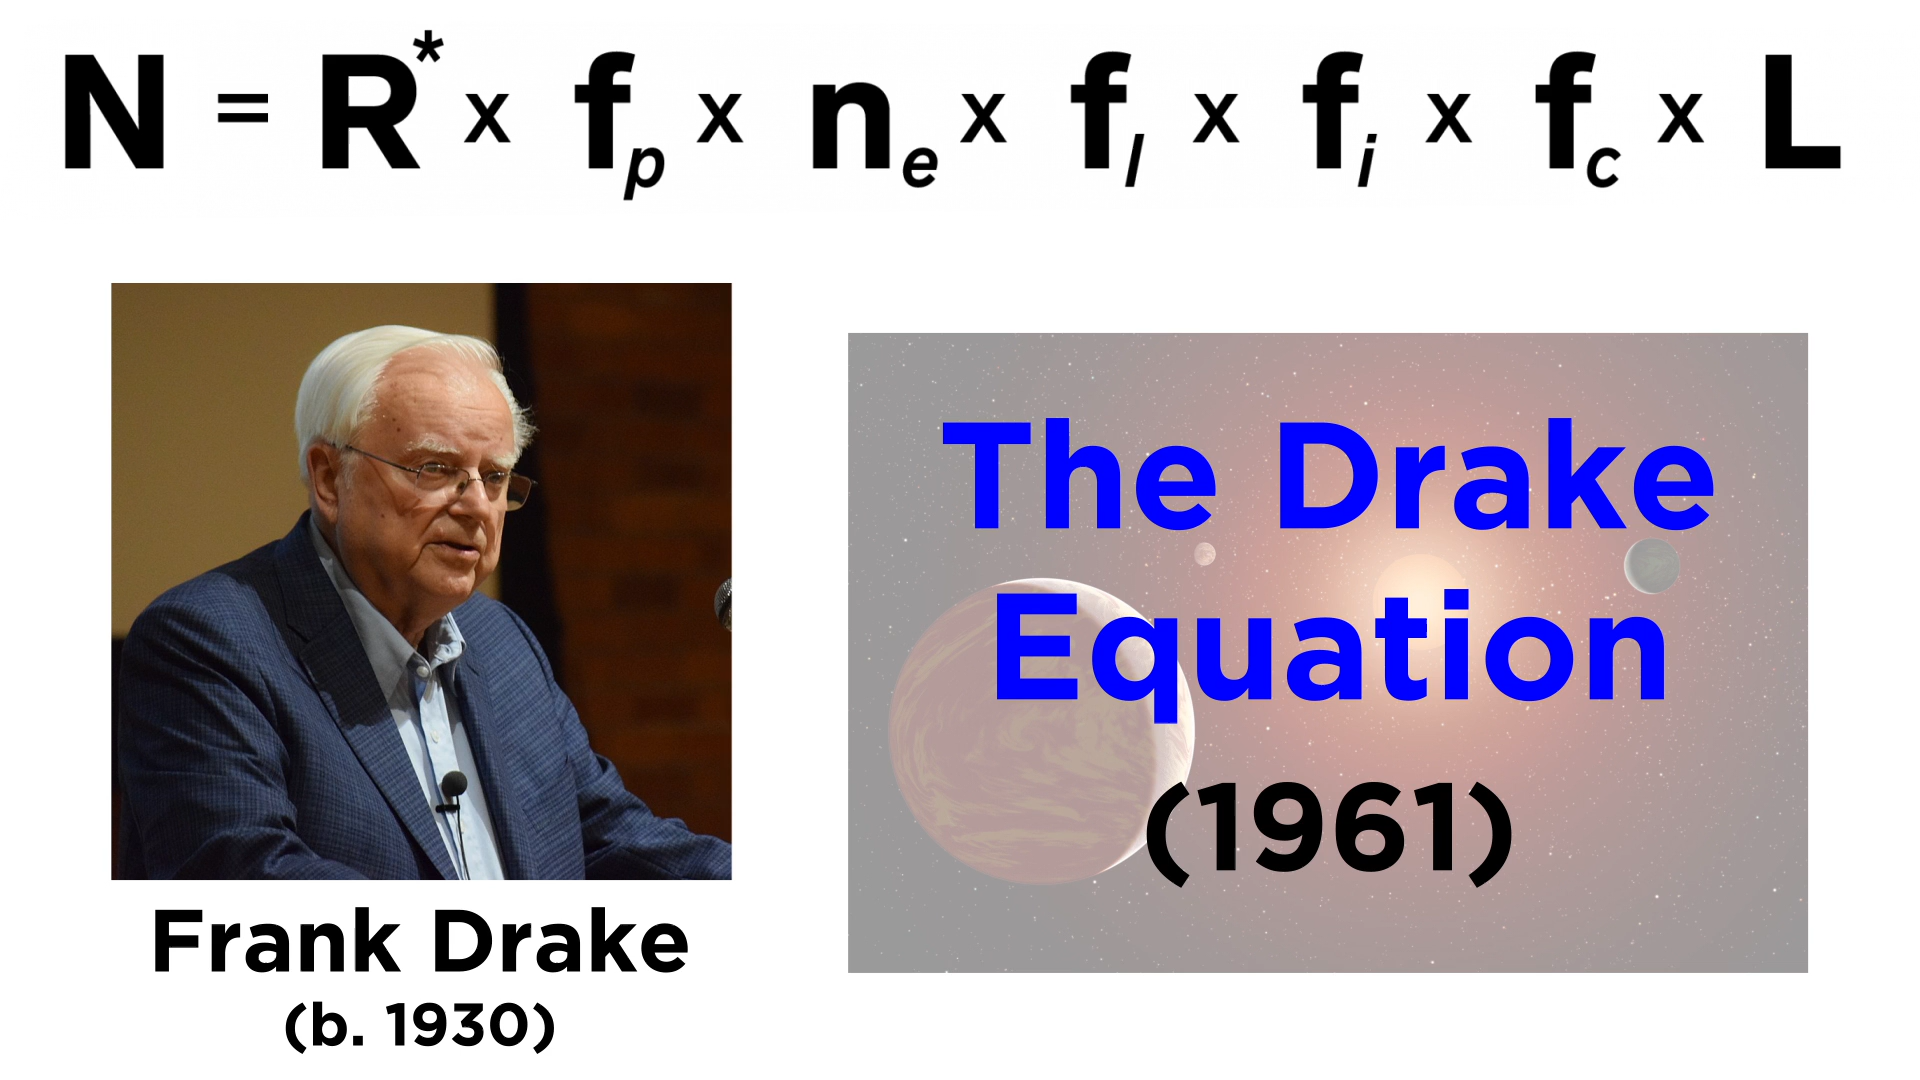 N = R* x fp x ne x fl x fi x fc x L
The Drake
Equation
(1961)
Frank Drake
(b. 1930)